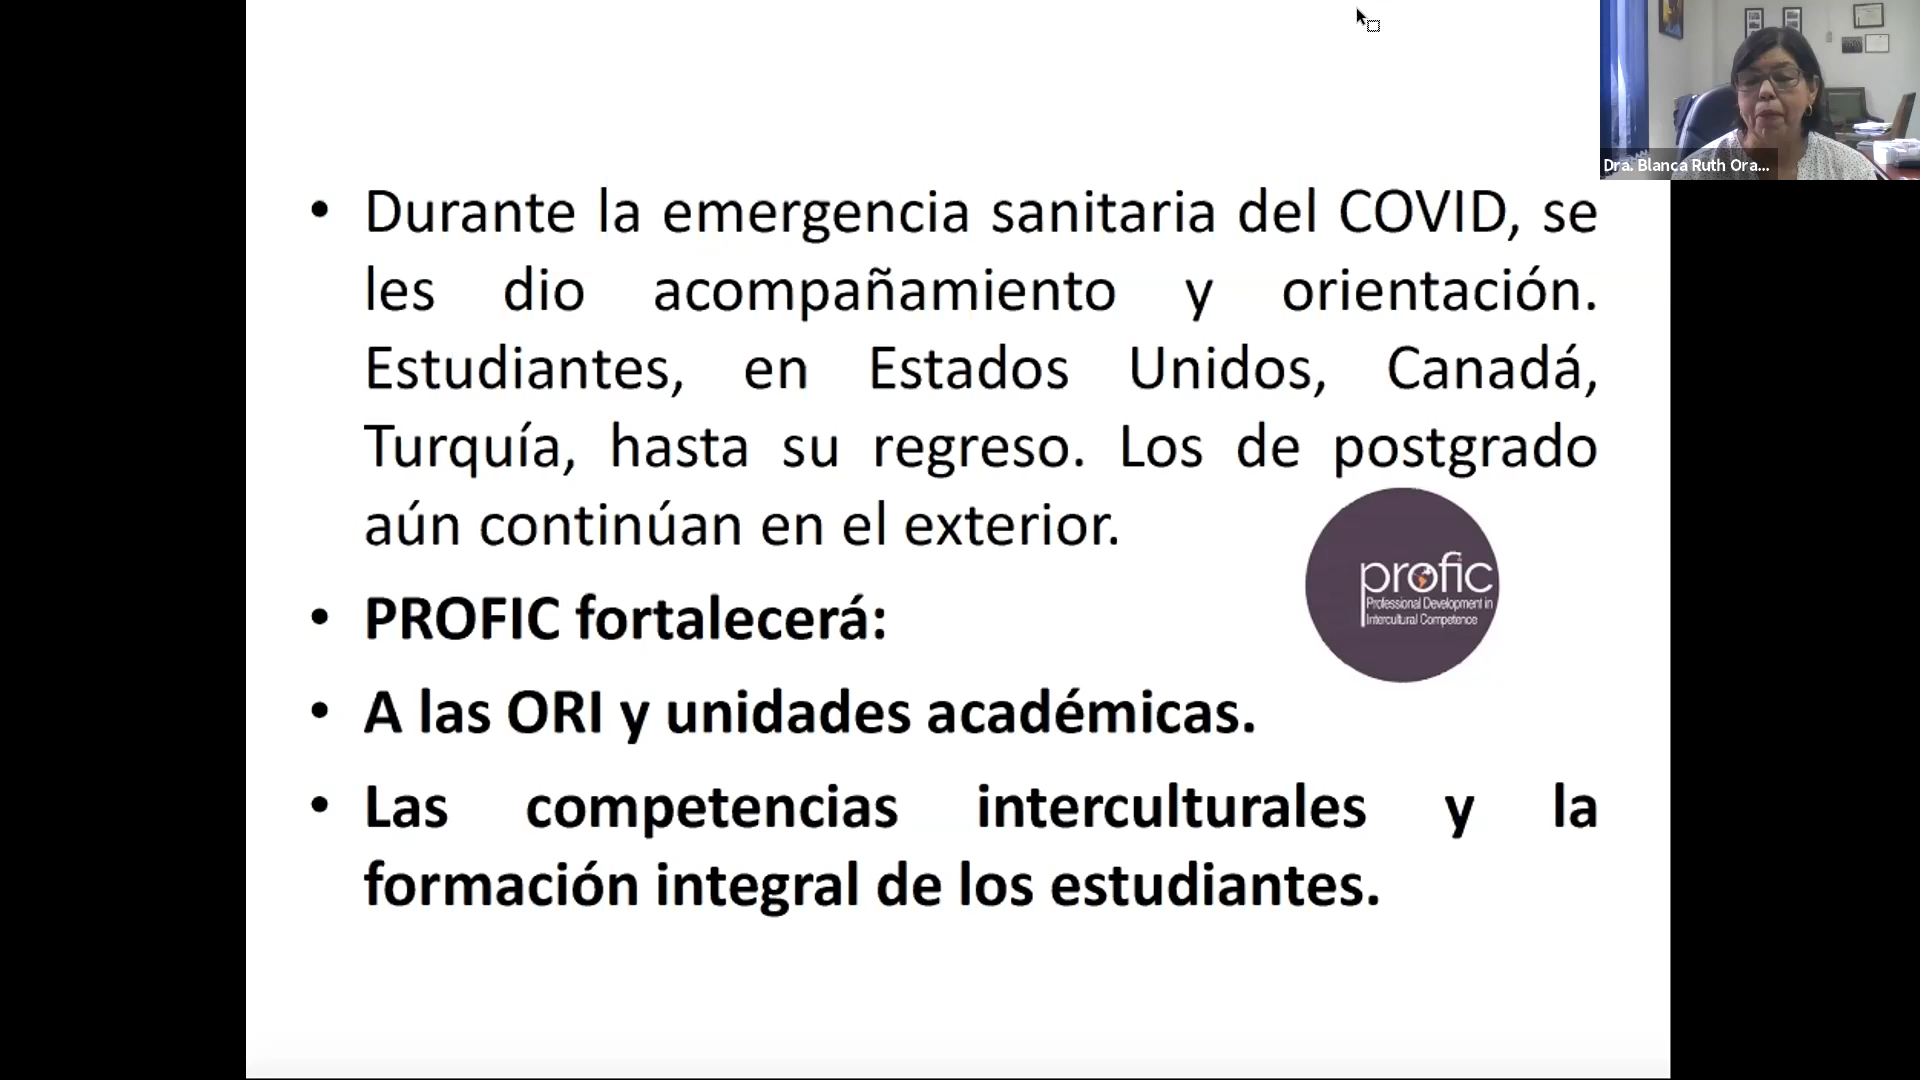 Dra. Blanca Ruth Ora...
• Durante la emergencia sanitaria del COVID, se
les dio acompañamiento y orientación.
Estudiantes, en Estados Unidos, Canadá,
Turquía, hasta su regreso. Los de postgrado
aún continúan en el exterior.
profic
Professional Development in
Intercultural Competence
• PROFIC fortalecerá:
• A las ORI y unidades académicas.
• Las competencias interculturales y la
formación integral de los estudiantes.